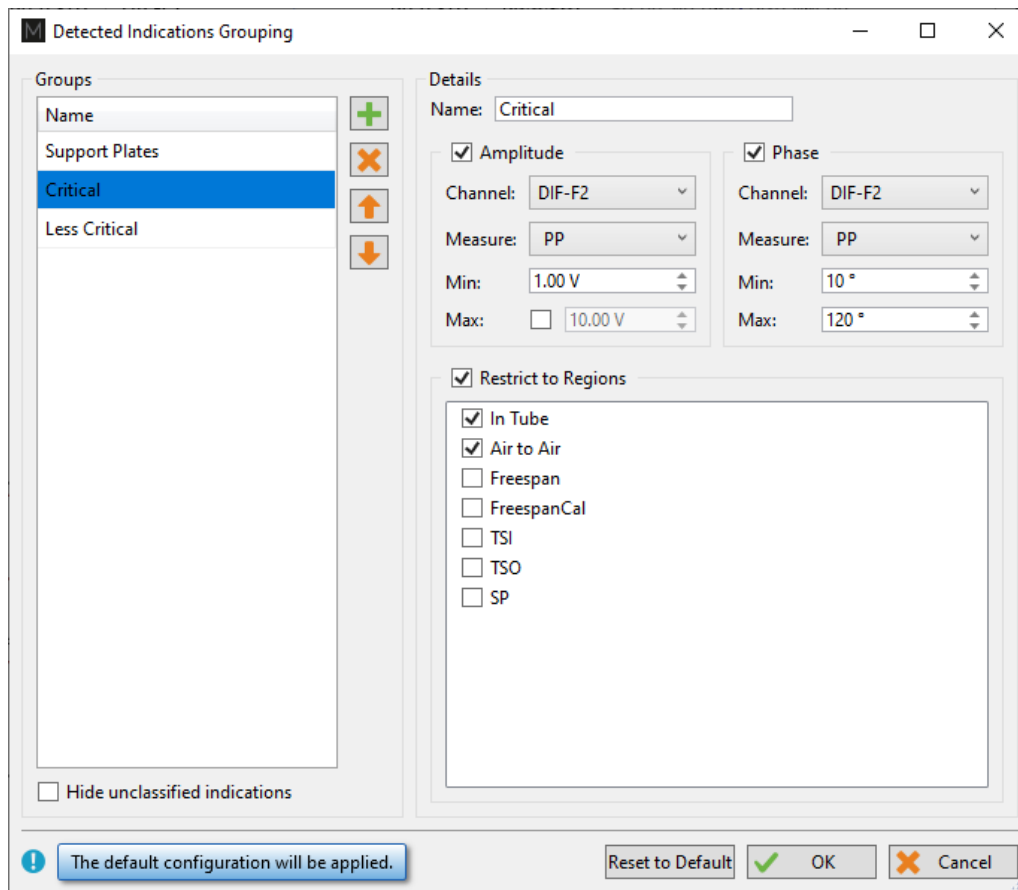 M Detected Indications Grouping
Groups
Name
Support Plates
Critical
Less Critical
Hide unclassified indications
Details
Name: Critical
Amplitude
Channel: DIF-F2
Measure: PP
Min: 1.00 V
Max: 10.00 V
Phase
Channel: DIF-F2
Measure: PP
Min: 10 °
Max: 120 °
Restrict to Regions
In Tube
Air to Air
Freespan
FreespanCal
TSI
TSO
SP
The default configuration will be applied.
Reset to Default
OK
Cancel